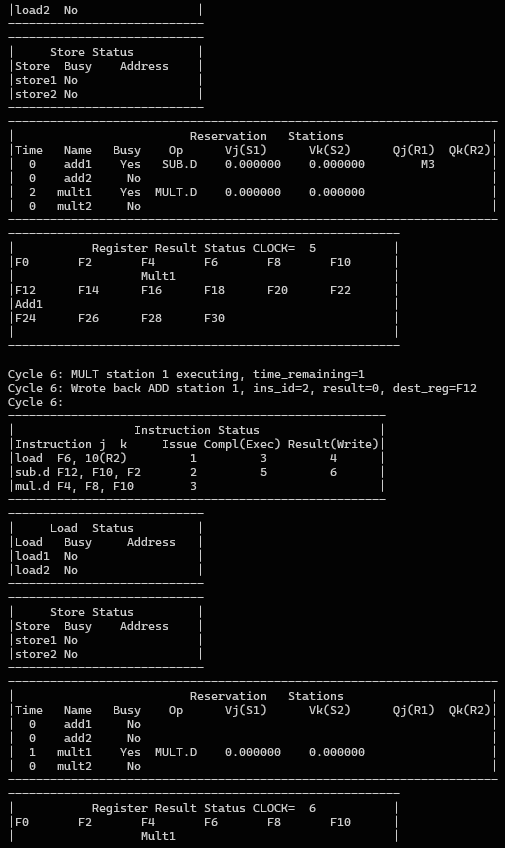 |load2  No                 |
----------------------------
----------------------------
|     Store Status         |
|Store  Busy    Address    |
|store1 No                 |
|store2 No                 |
----------------------------
----------------------------------------------------------------------
|                         Reservation   Stations                     |
|Time   Name   Busy    Op      Vj(S1)      Vk(S2)      Qj(R1)  Qk(R2)|
|  0    add1    Yes   SUB.D   0.000000    0.000000        M3         |
|  0    add2     No                                                  |
|  2   mult1    Yes  MULT.D   0.000000    0.000000                   |
|  0   mult2     No                                                  |
----------------------------------------------------------------------
--------------------------------------------------------
|           Register Result Status CLOCK=  5           |
|F0       F2       F4       F6       F8       F10      |
|                  Mult1                               |
|F12      F14      F16      F18      F20      F22      |
|Add1                                                  |
|F24      F26      F28      F30                        |
|                                                      |
--------------------------------------------------------
Cycle 6: MULT station 1 executing, time_remaining=1
Cycle 6: Wrote back ADD station 1, ins_id=2, result=0, dest_reg=F12
Cycle 6:
------------------------------------------------------
|                 Instruction Status                 |
|Instruction j  k     Issue Compl(Exec) Result(Write)|
|load  F6, 10(R2)         1         3         4      |
|sub.d F12, F10, F2       2         5         6      |
|mul.d F4, F8, F10        3                          |
------------------------------------------------------
----------------------------
|     Load  Status         |
|Load   Busy     Address   |
|load1  No                 |
|load2  No                 |
----------------------------
----------------------------
|     Store Status         |
|Store  Busy    Address    |
|store1 No                 |
|store2 No                 |
----------------------------
----------------------------------------------------------------------
|                         Reservation   Stations                     |
|Time   Name   Busy    Op      Vj(S1)      Vk(S2)      Qj(R1)  Qk(R2)|
|  0    add1     No                                                  |
|  0    add2     No                                                  |
|  1   mult1    Yes  MULT.D   0.000000    0.000000                   |
|  0   mult2     No                                                  |
----------------------------------------------------------------------
--------------------------------------------------------
|           Register Result Status CLOCK=  6           |
|F0       F2       F4       F6       F8       F10      |
|                  Mult1                               |